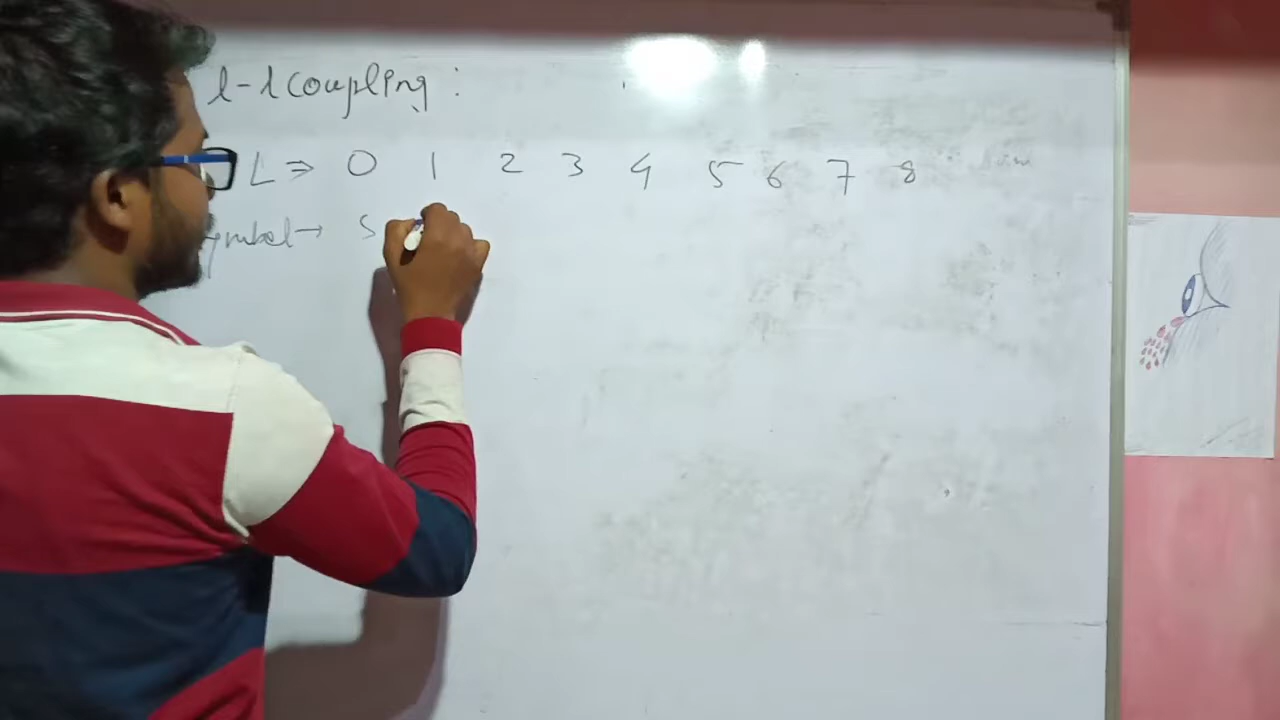 l-l coupling :
L ⇒ 0 1 2 3 4 5 6 7 8
ymbol → S